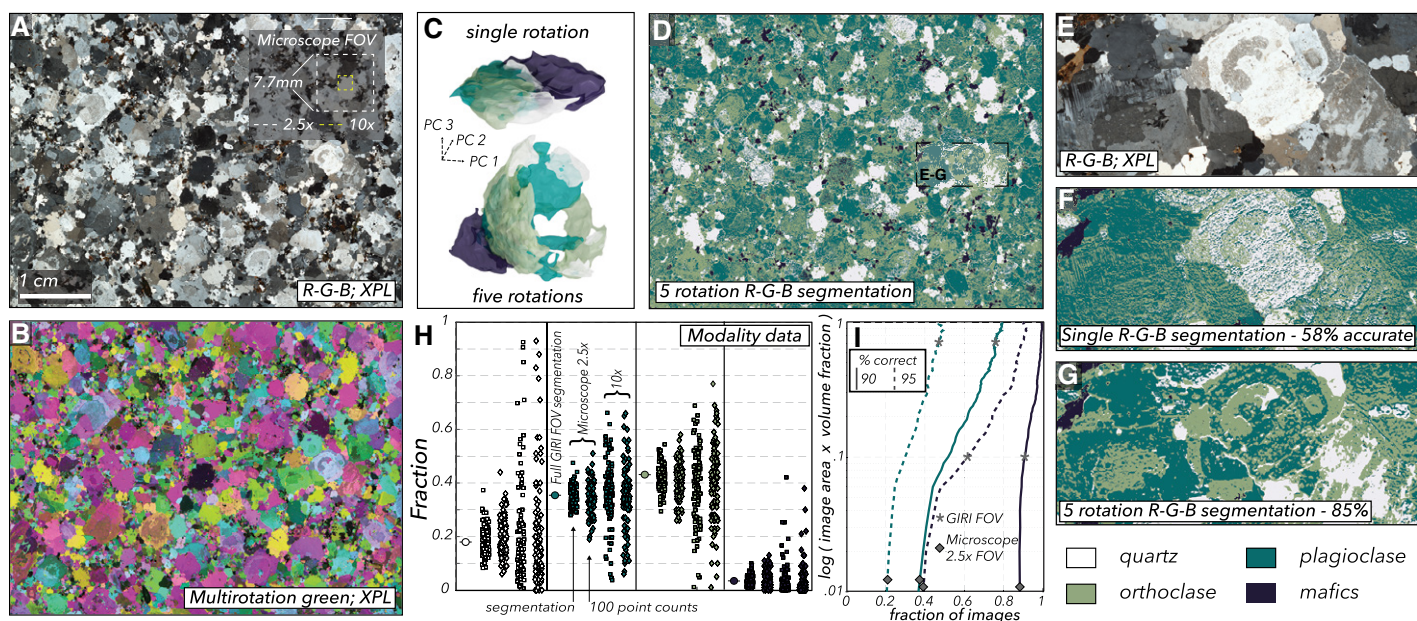 A
Microscope FOV
7.7mm
2.5x
10x
1 cm
R-G-B; XPL
B
Multirotation green; XPL
C
single rotation
PC 3
PC 2
PC 1
five rotations
D
E-G
5 rotation R-G-B segmentation
E
R-G-B; XPL
F
Single R-G-B segmentation - 58% accurate
G
5 rotation R-G-B segmentation - 85%
quartz
plagioclase
orthoclase
mafics
H
Modality data
Fraction
1
0.8
0.6
0.4
0.2
0
Full GIRI FOV segmentation
Microscope 2.5x
10x
segmentation
100 point counts
I
% correct
90
95
log ( image area x volume fraction )
1
.1
.01
GIRI FOV
Microscope
2.5x FOV
0
0.2
0.4
0.6
0.8
1
fraction of images